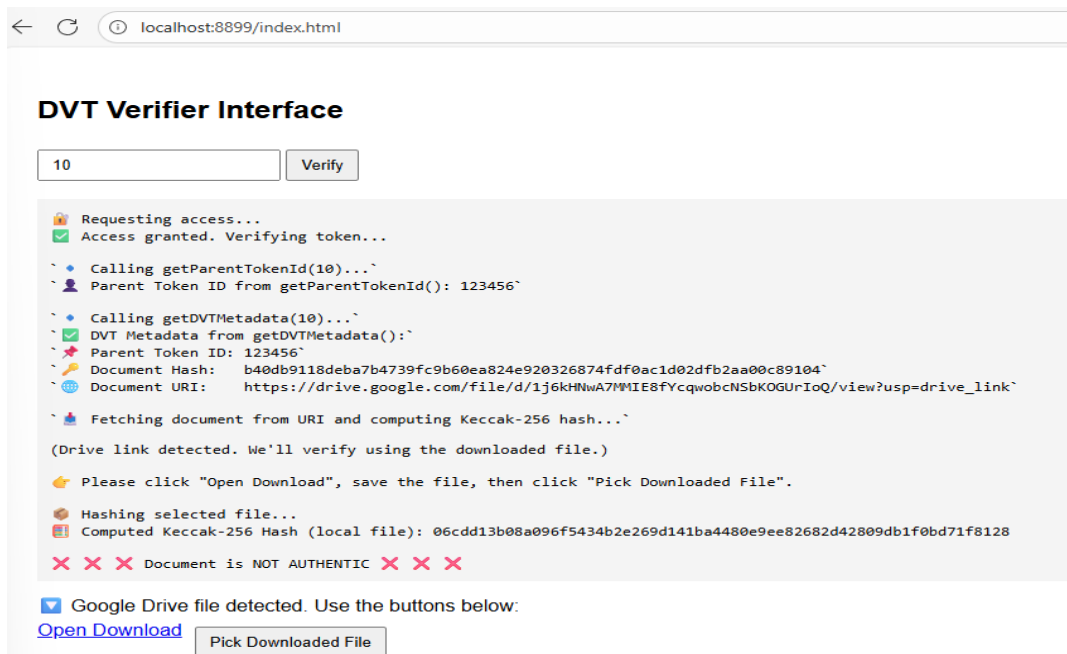 localhost:8899/index.html
DVT Verifier Interface
10
Verify
🔐 Requesting access...
✅ Access granted. Verifying token...
`🔹 Calling getParentTokenId(10)...`
`👤 Parent Token ID from getParentTokenId(): 123456`
`🔹 Calling getDVTMetadata(10)...`
`✅ DVT Metadata from getDVTMetadata():`
`📌 Parent Token ID: 123456`
`🔑 Document Hash: b40db9118deba7b4739fc9b60ea824e920326874fdf0ac1d02dfb2aa00c89104`
`🌐 Document URI: https://drive.google.com/file/d/1j6kHNwA7MMIE8fYcqwobcNSbKOGUrIoQ/view?usp=drive_link`
`📥 Fetching document from URI and computing Keccak-256 hash...`
(Drive link detected. We'll verify using the downloaded file.)
👉 Please click "Open Download", save the file, then click "Pick Downloaded File".
📦 Hashing selected file...
🧮 Computed Keccak-256 Hash (local file): 06cdd13b08a096f5434b2e269d141ba4480e9ee82682d42809db1f0bd71f8128
❌ ❌ ❌ Document is NOT AUTHENTIC ❌ ❌ ❌
🔽 Google Drive file detected. Use the buttons below:
Open Download
Pick Downloaded File